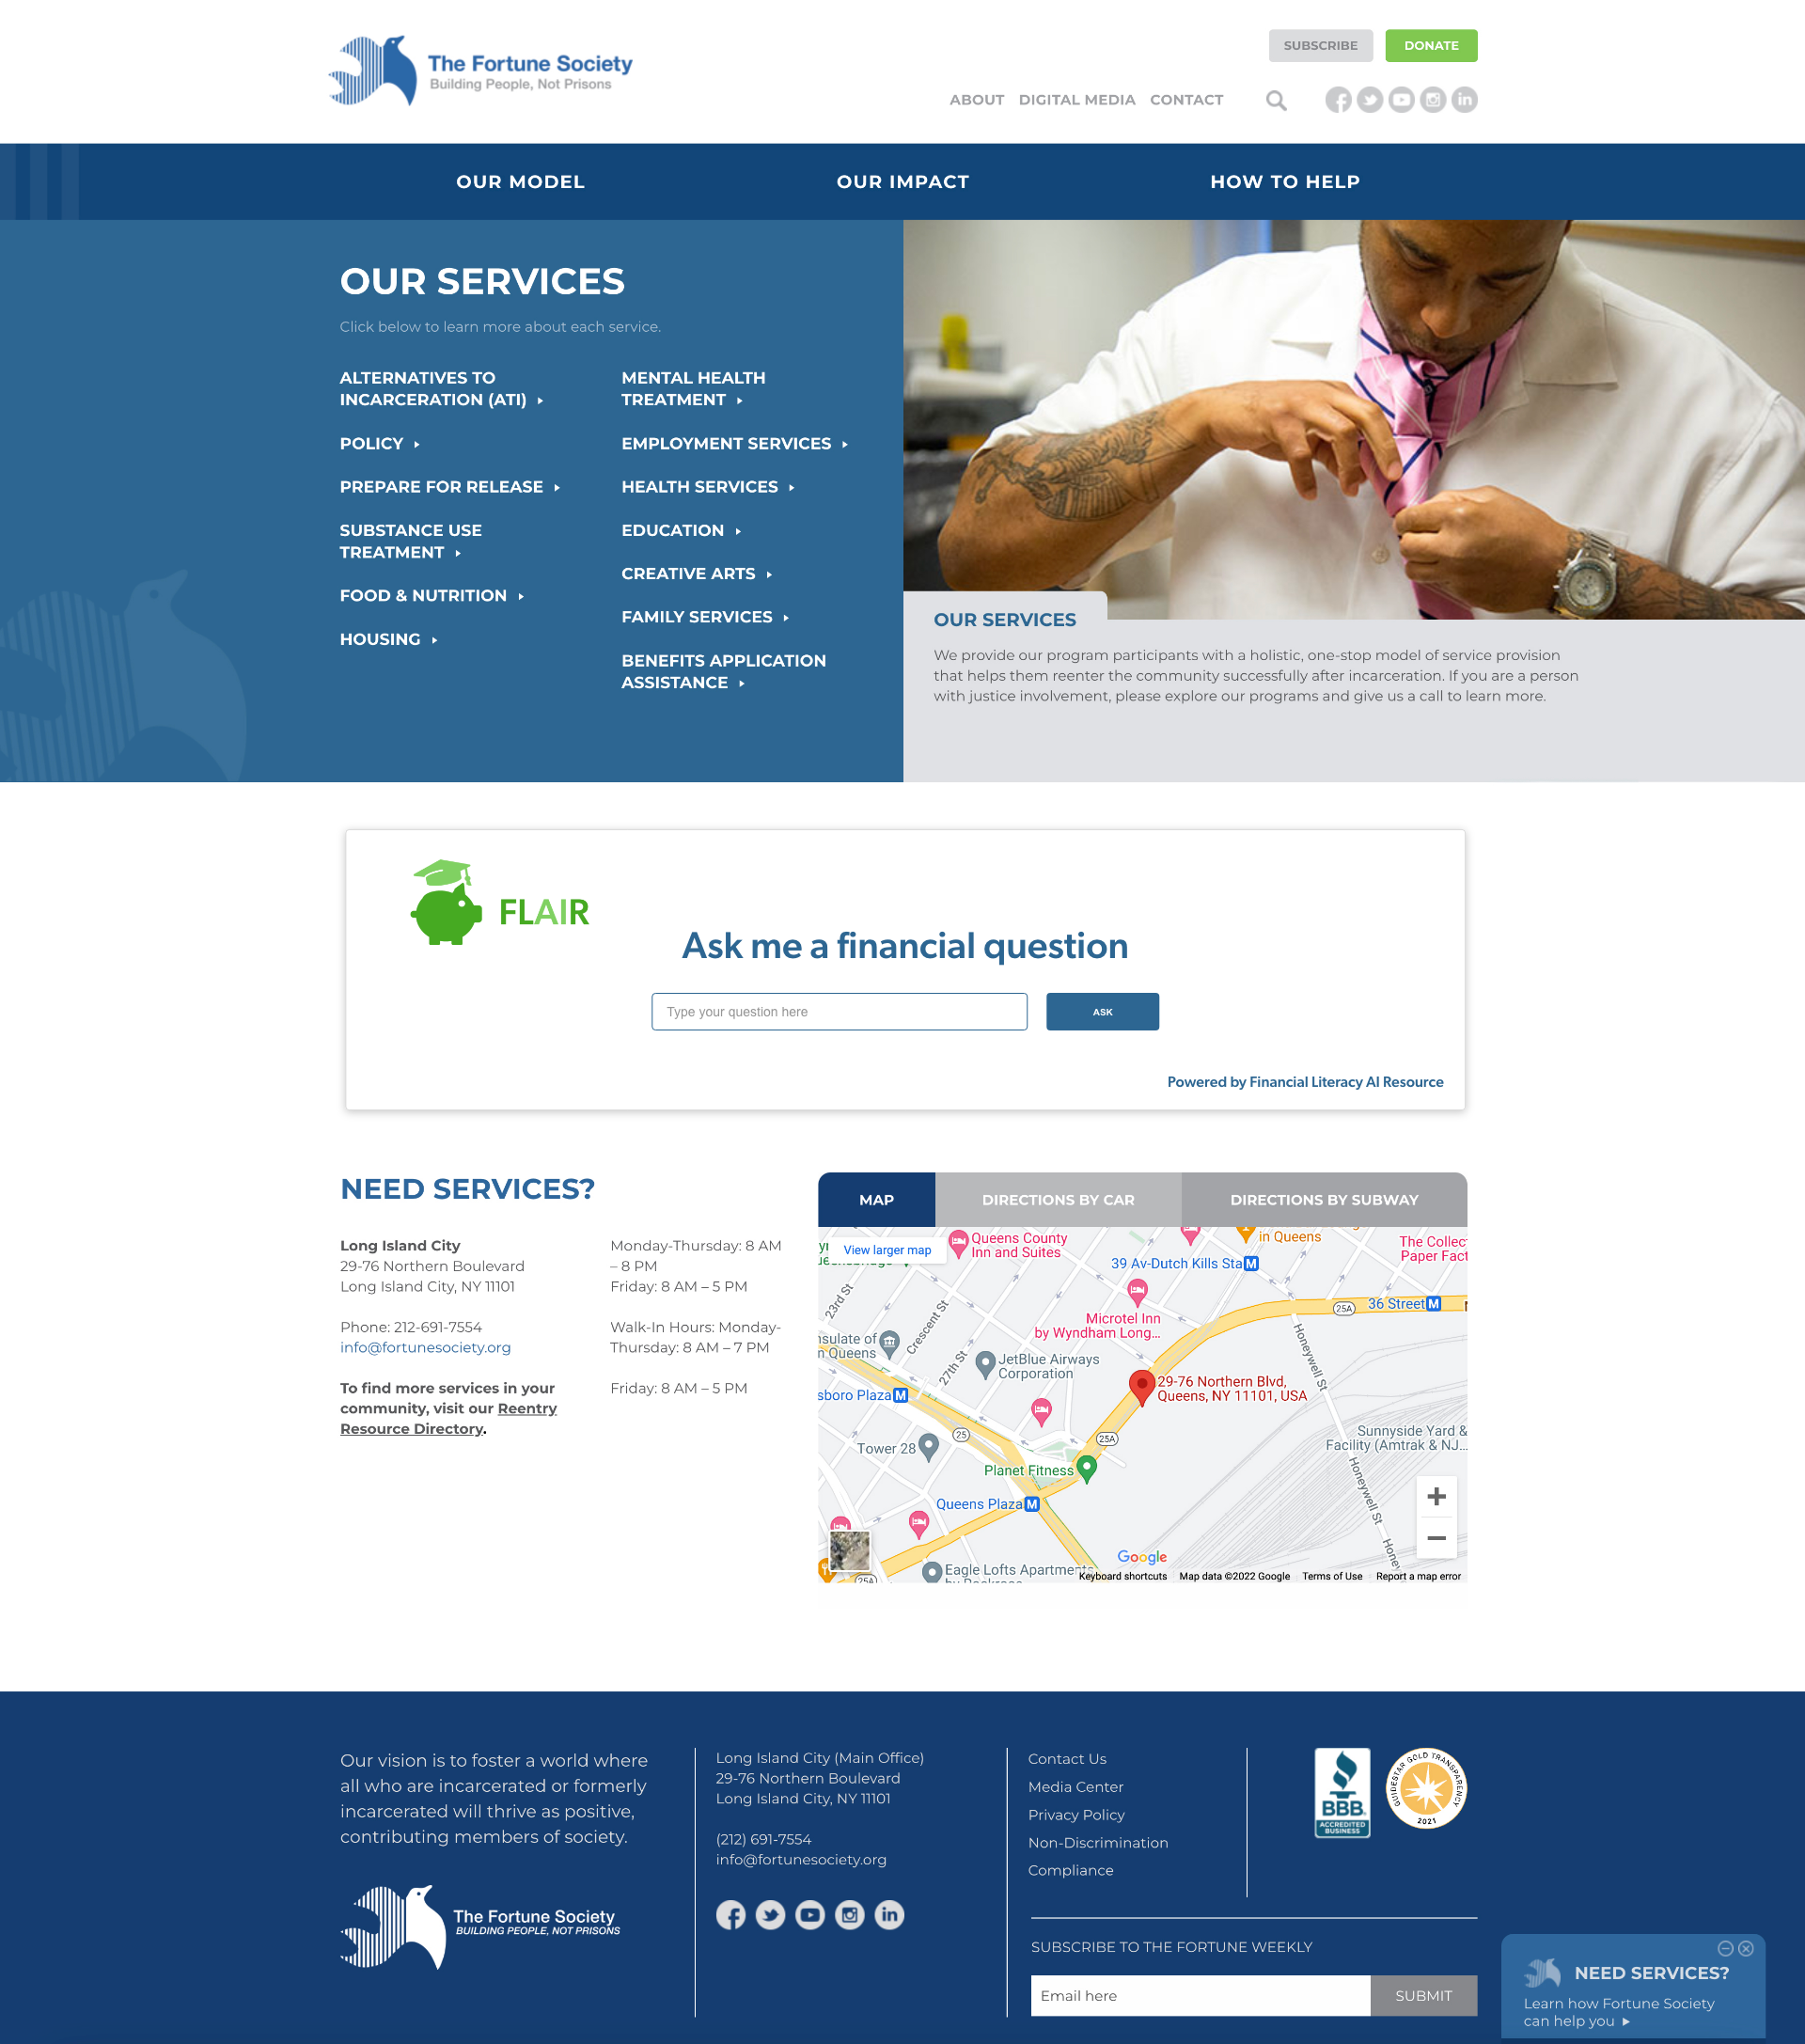 The Fortune Society
Building People, Not Prisons
SUBSCRIBE
DONATE
ABOUT
DIGITAL MEDIA
CONTACT
OUR MODEL
OUR IMPACT
HOW TO HELP
OUR SERVICES
Click below to learn more about each service.
ALTERNATIVES TO
INCARCERATION (ATI)
POLICY
PREPARE FOR RELEASE
SUBSTANCE USE
TREATMENT
FOOD & NUTRITION
HOUSING
MENTAL HEALTH
TREATMENT
EMPLOYMENT SERVICES
HEALTH SERVICES
EDUCATION
CREATIVE ARTS
FAMILY SERVICES
BENEFITS APPLICATION
ASSISTANCE
OUR SERVICES
We provide our program participants with a holistic, one-stop model of service provision
that helps them reenter the community successfully after incarceration. If you are a person
with justice involvement, please explore our programs and give us a call to learn more.
FLAIR
Ask me a financial question
Type your question here
ASK
Powered by Financial Literacy AI Resource
NEED SERVICES?
Long Island City
29-76 Northern Boulevard
Long Island City, NY 11101
Phone: 212-691-7554
info@fortunesociety.org
To find more services in your
community, visit our Reentry
Resource Directory.
Monday-Thursday: 8 AM
– 8 PM
Friday: 8 AM – 5 PM
Walk-In Hours: Monday-
Thursday: 8 AM – 7 PM
Friday: 8 AM – 5 PM
MAP
DIRECTIONS BY CAR
DIRECTIONS BY SUBWAY
View larger map
Queens County
Inn and Suites
in Queens
The Collect
Paper Fact
39 Av-Dutch Kills Sta
M
25A
36 Street
M
23rd St
Crescent St
27th St
Microtel Inn
by Wyndham Long...
Honeywell St
nsulate of
n Queens
JetBlue Airways
Corporation
29-76 Northern Blvd,
Queens, NY 11101, USA
sboro Plaza
M
25
25A
Tower 28
Sunnyside Yard &
Facility (Amtrak & NJ...
Planet Fitness
Honeywell St
Queens Plaza
M
Honey
Google
Eagle Lofts Apartments
25A
Keyboard shortcuts
Map data ©2022 Google
Terms of Use
Report a map error
Our vision is to foster a world where
all who are incarcerated or formerly
incarcerated will thrive as positive,
contributing members of society.
The Fortune Society
BUILDING PEOPLE, NOT PRISONS
Long Island City (Main Office)
29-76 Northern Boulevard
Long Island City, NY 11101
(212) 691-7554
info@fortunesociety.org
Contact Us
Media Center
Privacy Policy
Non-Discrimination
Compliance
BBB
ACCREDITED
BUSINESS
GUIDESTAR GOLD TRANSPARENCY
2021
SUBSCRIBE TO THE FORTUNE WEEKLY
Email here
SUBMIT
NEED SERVICES?
Learn how Fortune Society
can help you